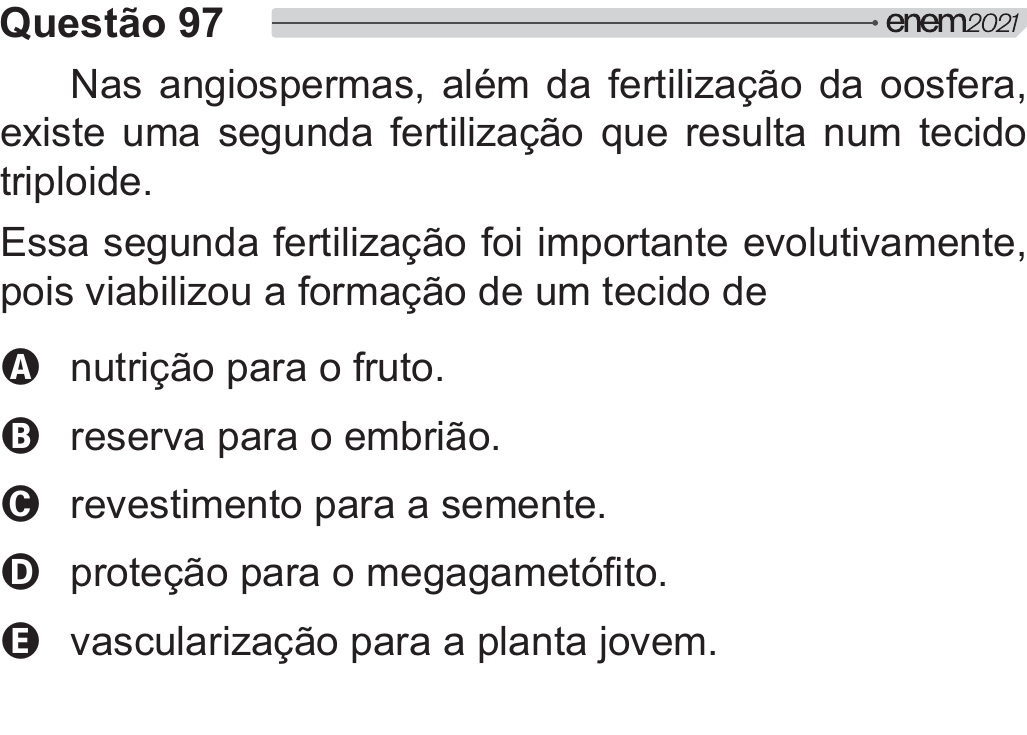 Questão 97 enem2021
Nas angiospermas, além da fertilização da oosfera,
existe uma segunda fertilização que resulta num tecido
triploide.
Essa segunda fertilização foi importante evolutivamente,
pois viabilizou a formação de um tecido de
A nutrição para o fruto.
B reserva para o embrião.
C revestimento para a semente.
D proteção para o megagametófito.
E vascularização para a planta jovem.